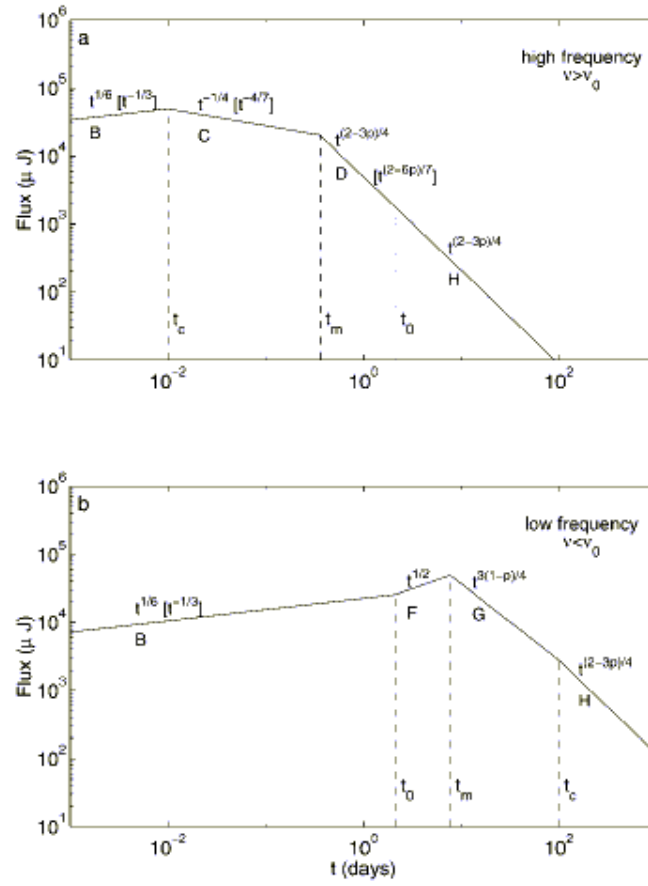 a
10^6
high frequency
ν>ν_0
10^5
t^{1/6} [t^{-1/3}]
t^{-1/4} [t^{-4/7}]
B
C
t^{(2-3p)/4}
10^4
D
[t^{(2-6p)/7}]
Flux (μ J)
10^3
t^{(2-3p)/4}
H
10^2
t_c
t_m
t_0
10^1
10^{-2}
10^0
10^2
b
10^6
low frequency
ν<ν_0
10^5
t^{1/6} [t^{-1/3}]
t^{1/2}
t^{3(1-p)/4}
10^4
B
F
G
t^{(2-3p)/4}
Flux (μ J)
10^3
H
10^2
t_0
t_m
t_c
10^1
10^{-2}
10^0
10^2
t (days)